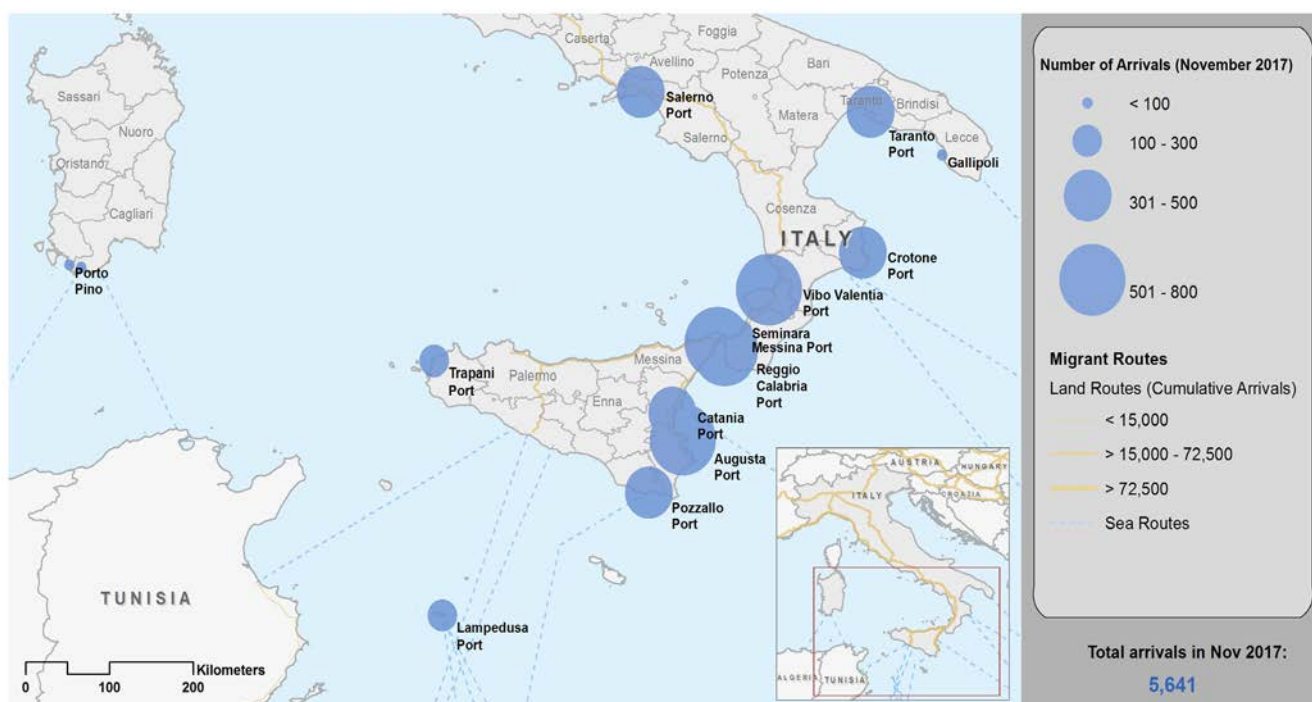 Caserta
Foggia
Avellino
Bari
Potenza
Sassari
Salerno
Port
Taranto
Brindisi
Matera
Taranto
Port
Lecce
Gallipoli
Nuoro
Salerno
Oristano
Cosenza
Cagliari
ITALY
Crotone
Port
Porto
Pino
Vibo Valentia
Port
Seminara
Messina Port
Messina
Reggio
Calabria
Port
Trapani
Port
Palermo
Enna
Catania
Port
Augusta
Port
Pozzallo
Port
TUNISIA
Lampedusa
Port
Kilometers
0 100 200
AUSTRIA
HUNGARY
ITALY
CROATIA
ALGERIA
TUNISIA
Number of Arrivals (November 2017)
< 100
100 - 300
301 - 500
501 - 800
Migrant Routes
Land Routes (Cumulative Arrivals)
< 15,000
> 15,000 - 72,500
> 72,500
Sea Routes
Total arrivals in Nov 2017:
5,641